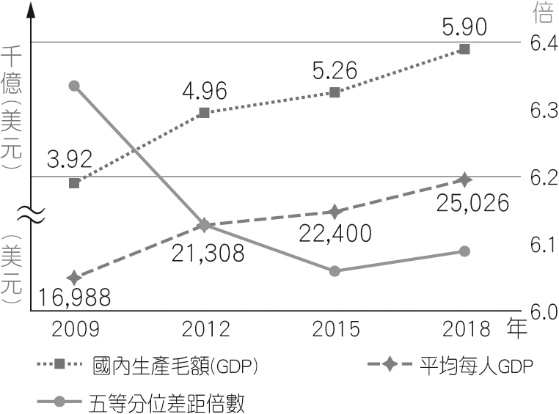 倍
千億(美元)
(美元)
6.4
6.3
6.2
6.1
6.0
3.92
4.96
5.26
5.90
16,988
21,308
22,400
25,026
2009
2012
2015
2018
年
國內生產毛額(GDP)
平均每人GDP
五等分位差距倍數